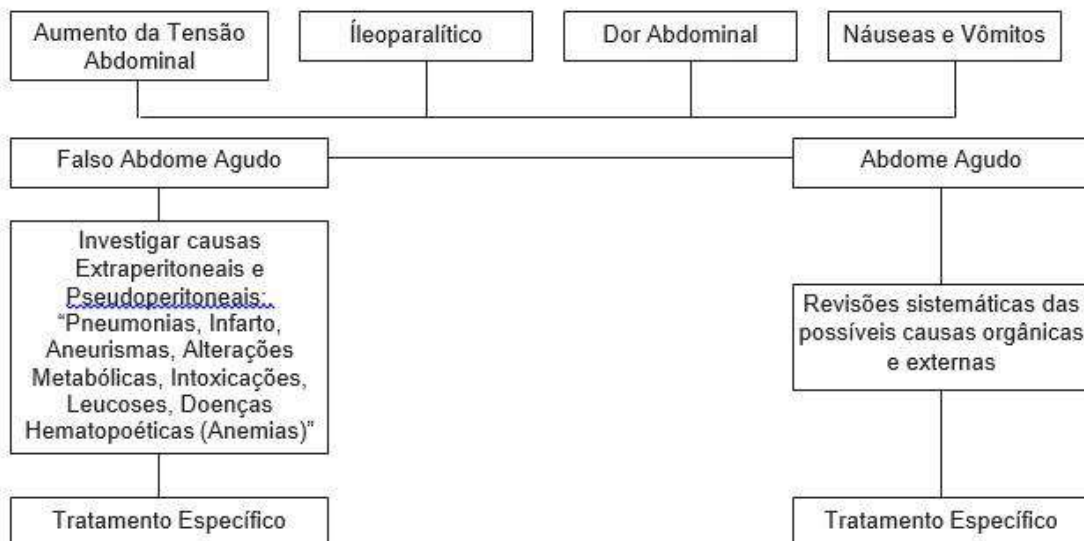 Aumento da Tensão
Abdominal
Íleoparalítico
Dor Abdominal
Náuseas e Vômitos
Falso Abdome Agudo
Abdome Agudo
Investigar causas
Extraperitoneais e
Pseudoperitoneais:
“Pneumonias, Infarto,
Aneurismas, Alterações
Metabólicas, Intoxicações,
Leucoses, Doenças
Hematopoéticas (Anemias)”
Revisões sistemáticas das
possíveis causas orgânicas
e externas
Tratamento Específico
Tratamento Específico